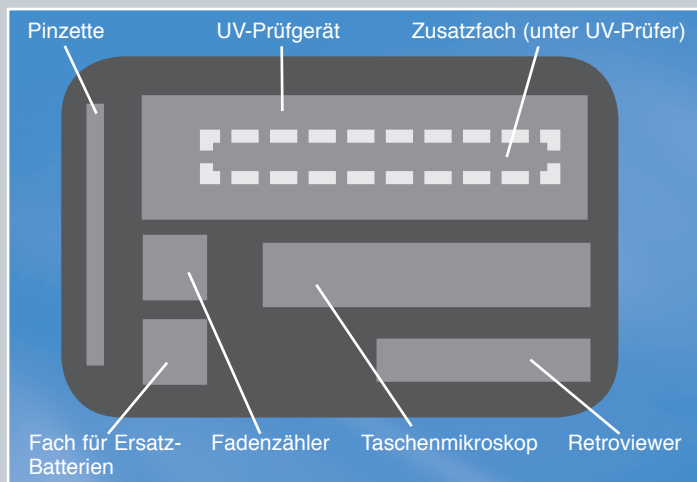 Pinzette
UV-Prüfgerät
Zusatzfach (unter UV-Prüfer)
Fach für Ersatz-
Batterien
Fadenzähler
Taschenmikroskop
Retroviewer